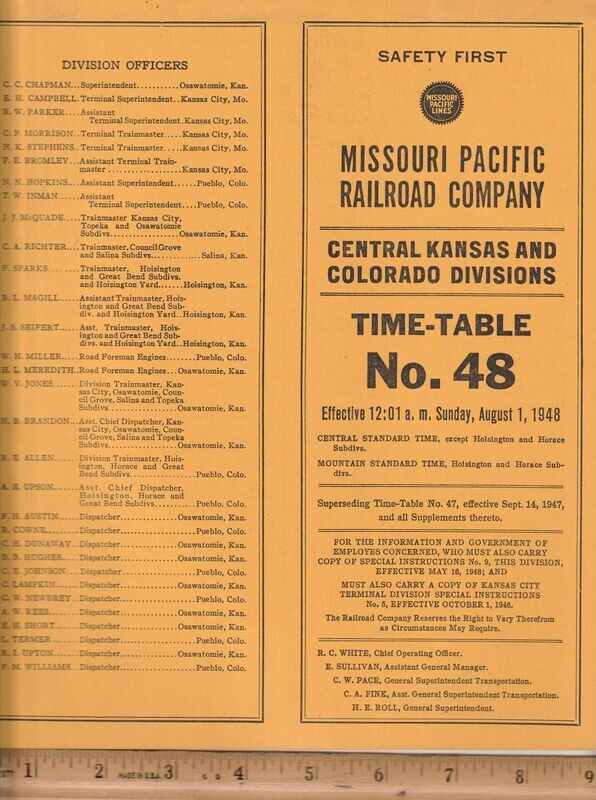 DIVISION OFFICERS
C. C. CHAPMAN....Superintendent...........Osawatomie, Kan.
E. H. CAMPBELL..Terminal Superintendent..Kansas City, Mo.
R. W. PARKER....Assistant
Terminal Superintendent..Kansas City, Mo.
C. F. MORRISON..Terminal Trainmaster.....Kansas City, Mo.
H. K. STEPHENS..Terminal Trainmaster.....Kansas City, Mo.
F. E. BROMLEY...Assistant Terminal Train-
master ..................Kansas City, Mo.
N. N. HOPKINS...Assistant Superintendent......Pueblo, Colo.
T. W. INMAN.....Assistant
Terminal Superintendent....Pueblo, Colo.
J. J. McQUADE....Trainmaster Kansas City,
Topeka and Osawatomie
Subdivs..................Osawatomie, Kan.
C. A. RICHTER...Trainmaster, Council Grove
and Salina Subdivs.............Salina, Kan.
F. SPARKS.......Trainmaster, Hoisington
and Great Bend Subdivs.
and Hoisington Yard.....Hoisington, Kan.
B. L. MAGILL....Assistant Trainmaster, Hois-
ington and Great Bend Sub-
div. and Hoisington Yard..Hoisington, Kan.
J. S. SEIFERT....Asst. Trainmaster, Hois-
ington and Great Bend Sub-
divs. and Hoisington Yard..Hoisington, Kan.
W. H. MILLER....Road Foreman Engines........Pueblo, Colo.
H. L. MEREDITH..Road Foreman Engines...Osawatomie, Kan.
W. V. JONES.....Division Trainmaster, Kan-
sas City, Osawatomie, Coun-
cil Grove, Salina and Topeka
Subdivs..................Osawatomie, Kan.
H. B. BRANDON...Asst. Chief Dispatcher, Kan-
sas City, Osawatomie, Coun-
cil Grove, Salina and Topeka
Subdivs..................Osawatomie, Kan.
R. E. ALLEN.....Division Trainmaster, Hois-
ington, Horace and Great
Bend Subdivs..................Pueblo, Colo.
A. E. UPSON.....Asst. Chief Dispatcher,
Hoisington, Horace and
Great Bend Subdivs...........Pueblo, Colo.
F. H. AUSTIN.....Dispatcher...............Osawatomie, Kan.
R. COWNE........Dispatcher....................Pueblo, Colo.
C. H. DUNAWAY..Dispatcher...............Osawatomie, Kan.
R. B. HUGHES....Dispatcher...............Osawatomie, Kan.
C. E. JOHNSON...Dispatcher....................Pueblo, Colo.
C. LAMPKIN......Dispatcher...............Osawatomie, Kan.
C. W. NEWBREY..Dispatcher....................Pueblo, Colo.
A. W. REES......Dispatcher...............Osawatomie, Kan.
E. H. SHORT.....Dispatcher...............Osawatomie, Kan.
L. TERMER.......Dispatcher....................Pueblo, Colo.
R. I. UPTON.....Dispatcher...............Osawatomie, Kan.
P. M. WILLIAMS..Dispatcher....................Pueblo, Colo.
SAFETY FIRST
MISSOURI
PACIFIC
LINES
MISSOURI PACIFIC
RAILROAD COMPANY
CENTRAL KANSAS AND
COLORADO DIVISIONS
TIME-TABLE
No. 48
Effective 12:01 a. m. Sunday, August 1, 1948
CENTRAL STANDARD TIME, except Hoisington and Horace
Subdivs.
MOUNTAIN STANDARD TIME, Hoisington and Horace Sub-
divs.
Superseding Time-Table No. 47, effective Sept. 14, 1947,
and all Supplements thereto.
FOR THE INFORMATION AND GOVERNMENT OF
EMPLOYES CONCERNED, WHO MUST ALSO CARRY
COPY OF SPECIAL INSTRUCTIONS No. 9, THIS DIVISION,
EFFECTIVE MAY 16, 1948; AND
MUST ALSO CARRY A COPY OF KANSAS CITY
TERMINAL DIVISION SPECIAL INSTRUCTIONS
No. 5, EFFECTIVE OCTOBER 1, 1946.
The Railroad Company Reserves the Right to Vary Therefrom
as Circumstances May Require.
R. C. WHITE, Chief Operating Officer.
E. SULLIVAN, Assistant General Manager.
C. W. PACE, General Superintendent Transportation.
C. A. FINK, Asst. General Superintendent Transportation.
H. E. ROLL, General Superintendent.
1 2 MADE IN U.S.A. 3 4 5 6 7 8 9